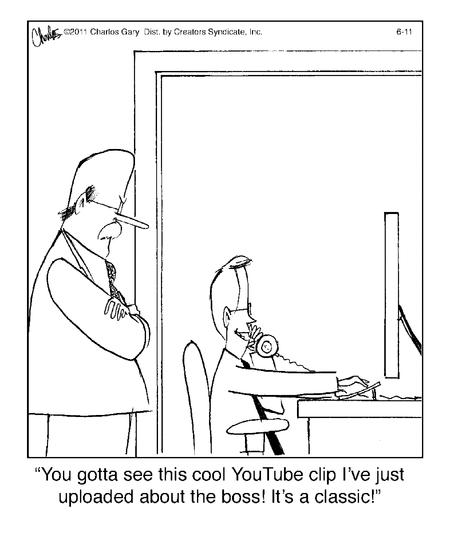 Charlos ©2011 Charlos Gary Dist. by Creators Syndicate, Inc. 6-11
“You gotta see this cool YouTube clip I’ve just
uploaded about the boss! It’s a classic!”